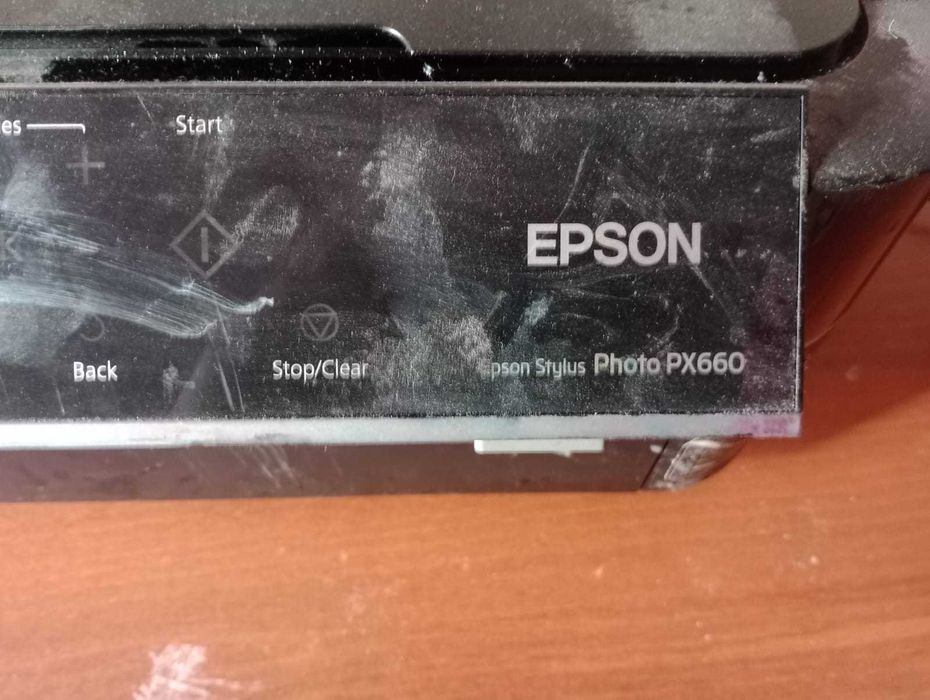 es
Start
K
EPSON
Back
Stop/Clear
pson Stylus Photo PX660